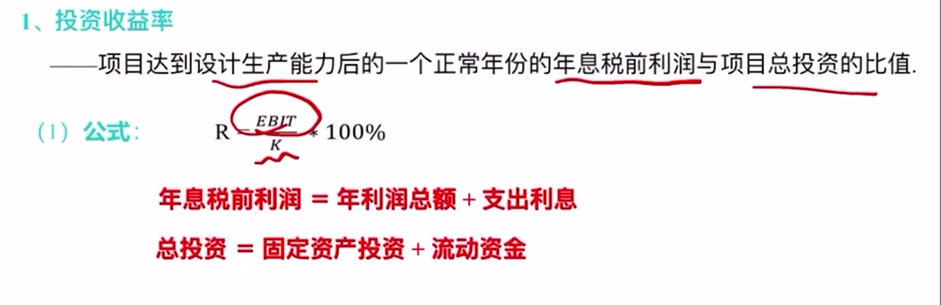 1、投资收益率
——项目达到设计生产能力后的一个正常年份的年息税前利润与项目总投资的比值.
(1) 公式: R = EBIT/K * 100%
年息税前利润 = 年利润总额 + 支出利息
总投资 = 固定资产投资 + 流动资金